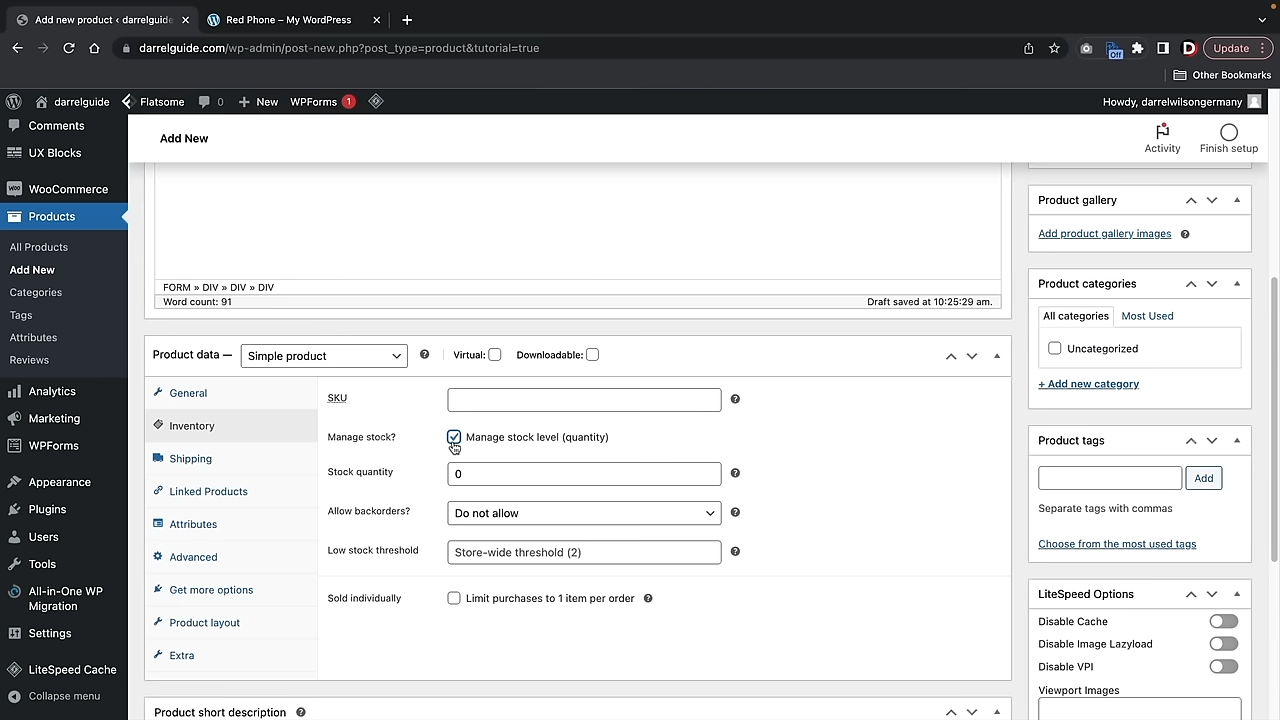 Add new product ‹ darrelguide
Red Phone – My WordPress
darrelguide.com/wp-admin/post-new.php?post_type=product&tutorial=true
Off
D
Update
Other Bookmarks
darrelguide
Flatsome
0
New
WPForms 1
Howdy, darrelwilsongermany
Comments
UX Blocks
WooCommerce
Products
All Products
Add New
Categories
Tags
Attributes
Reviews
Analytics
Marketing
WPForms
Appearance
Plugins
Users
Tools
All-in-One WP
Migration
Settings
LiteSpeed Cache
Collapse menu
Add New
Activity
Finish setup
FORM » DIV » DIV » DIV
Word count: 91
Draft saved at 10:25:29 am.
Product data —
Simple product
Virtual:
Downloadable:
General
Inventory
Shipping
Linked Products
Attributes
Advanced
Get more options
Product layout
Extra
SKU
Manage stock?
Manage stock level (quantity)
Stock quantity
0
Allow backorders?
Do not allow
Low stock threshold
Store-wide threshold (2)
Sold individually
Limit purchases to 1 item per order
Product short description
Product gallery
Add product gallery images
Product categories
All categories
Most Used
Uncategorized
+ Add new category
Product tags
Add
Separate tags with commas
Choose from the most used tags
LiteSpeed Options
Disable Cache
Disable Image Lazyload
Disable VPI
Viewport Images